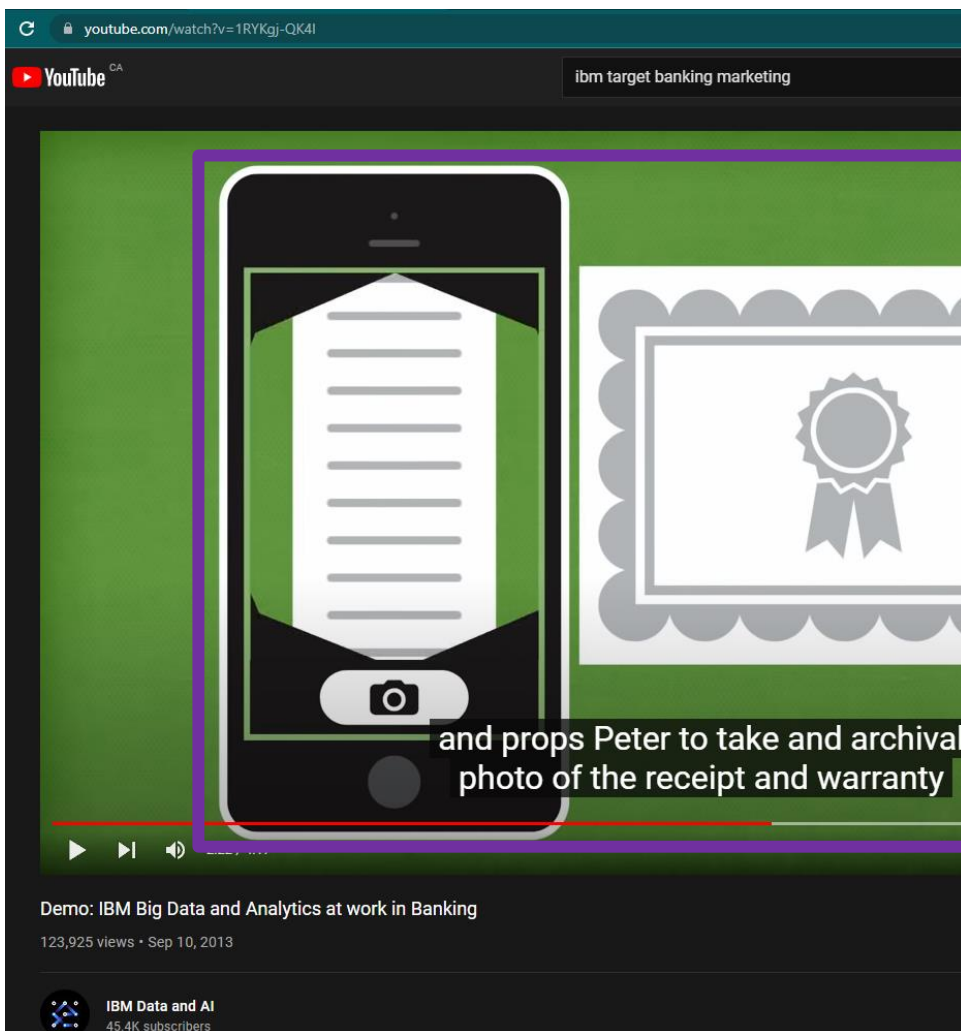 youtube.com/watch?v=1RYKgj-QK4I
YouTube CA
ibm target banking marketing
and props Peter to take and archival
photo of the receipt and warranty
Demo: IBM Big Data and Analytics at work in Banking
123,925 views • Sep 10, 2013
IBM Data and AI
45.4K subscribers